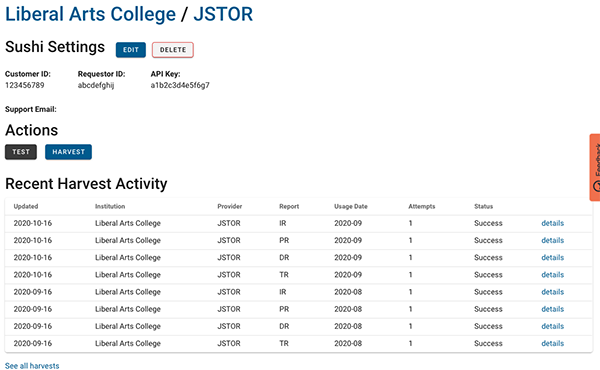 Liberal Arts College / JSTOR
Sushi Settings EDIT DELETE
Customer ID: Requestor ID: API Key:
123456789 abcdefghij a1b2c3d4e5f6g7
Support Email:
Actions
TEST HARVEST
Feedback
Recent Harvest Activity
Updated Institution Provider Report Usage Date Attempts Status
2020-10-16 Liberal Arts College JSTOR IR 2020-09 1 Success details
2020-10-16 Liberal Arts College JSTOR PR 2020-09 1 Success details
2020-10-16 Liberal Arts College JSTOR DR 2020-09 1 Success details
2020-10-16 Liberal Arts College JSTOR TR 2020-09 1 Success details
2020-09-16 Liberal Arts College JSTOR IR 2020-08 1 Success details
2020-09-16 Liberal Arts College JSTOR PR 2020-08 1 Success details
2020-09-16 Liberal Arts College JSTOR DR 2020-08 1 Success details
2020-09-16 Liberal Arts College JSTOR TR 2020-08 1 Success details
See all harvests